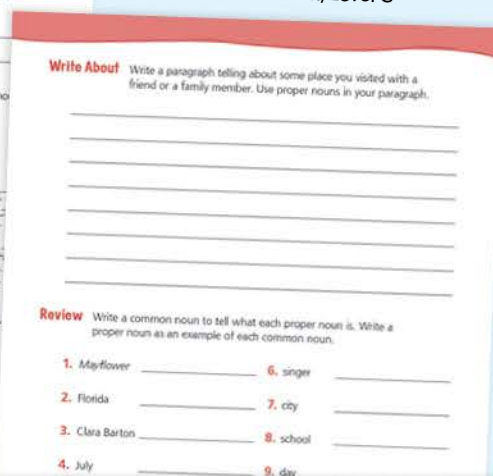 Write About Write a paragraph telling about some place you visited with a
friend or a family member. Use proper nouns in your paragraph.
Review Write a common noun to tell what each proper noun is. Write a
proper noun as an example of each common noun.
1. Mayflower
6. singer
2. Florida
7. city
3. Clara Barton
8. school
4. July
9. day